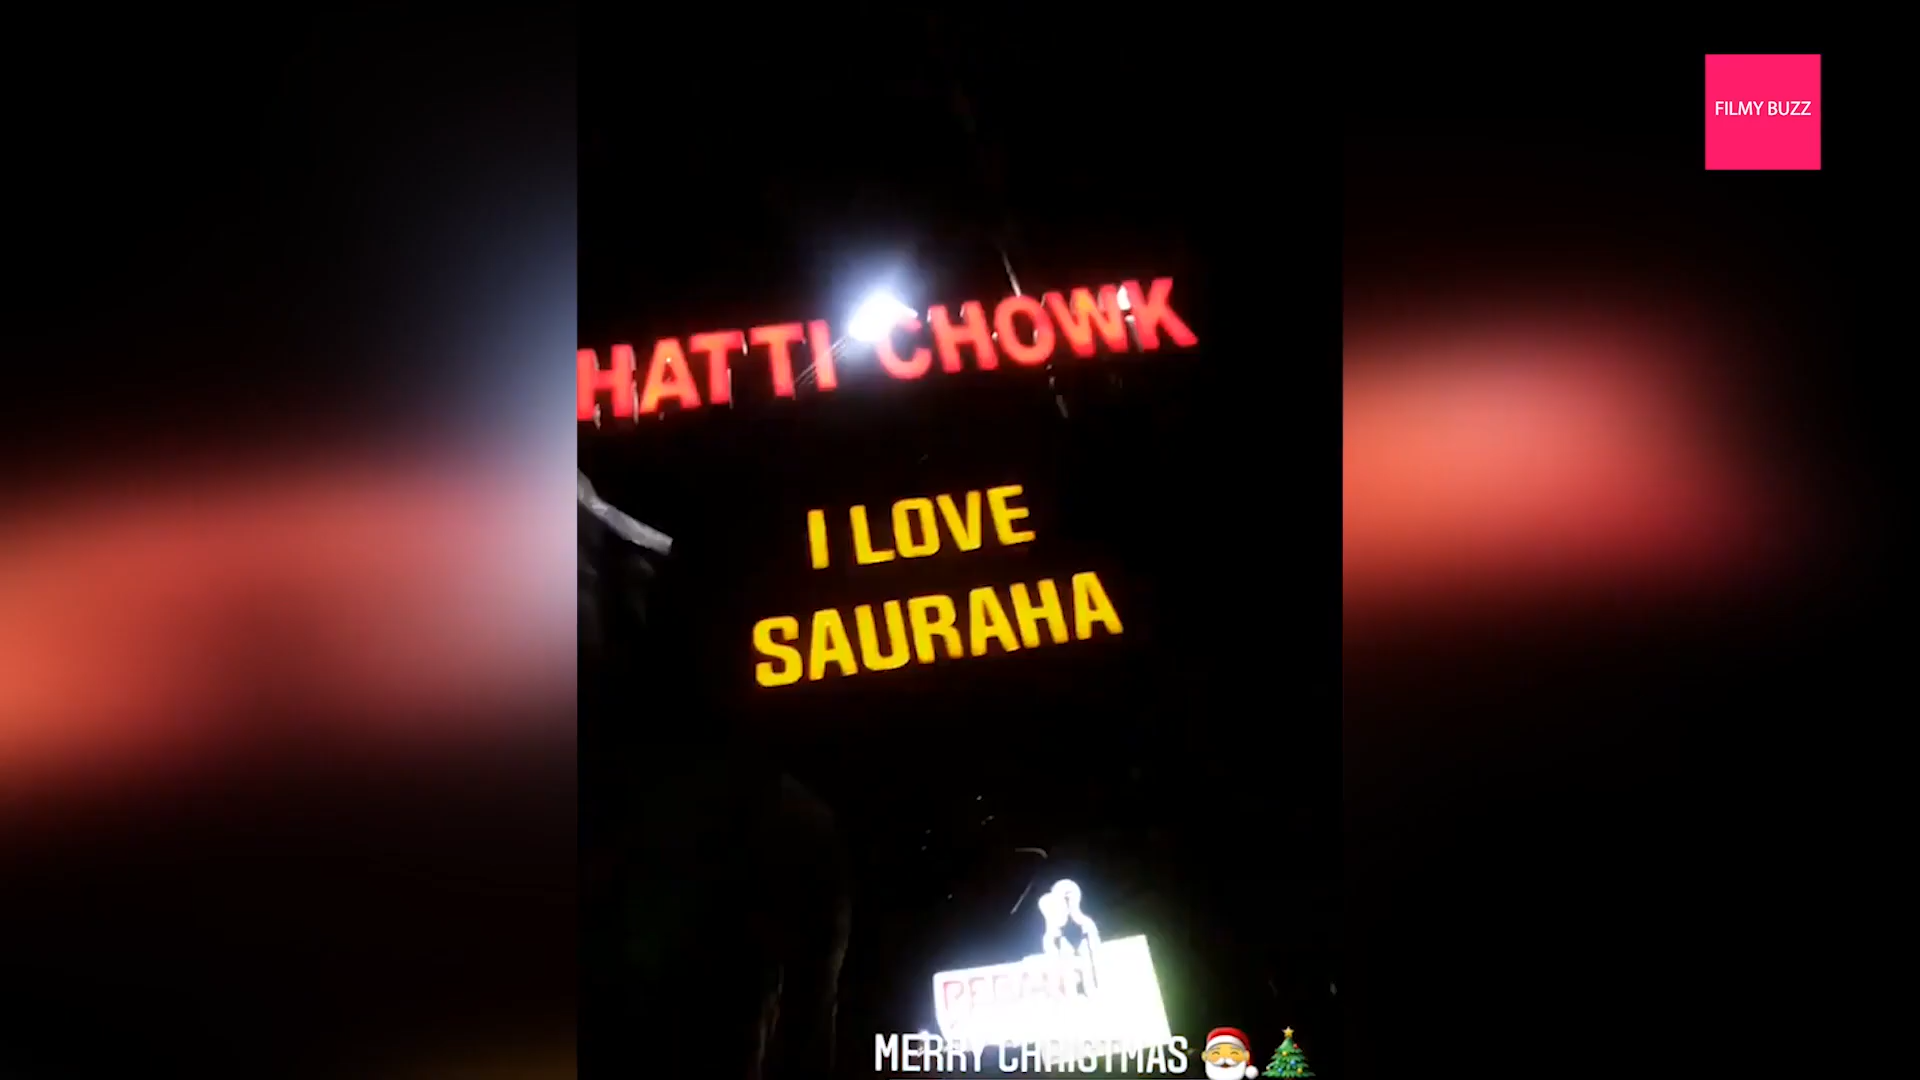 FILMY BUZZ
HATTI CHOWK
I LOVE
SAURAHA
MERRY CHRISTMAS 🎅🎄